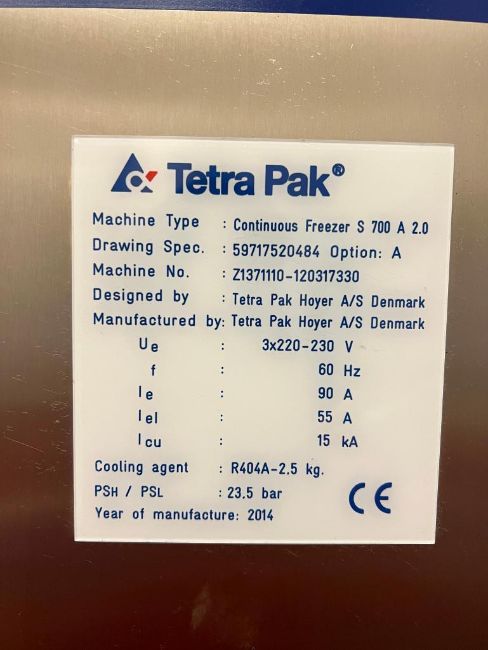 Tetra Pak®
Machine Type : Continuous Freezer S 700 A 2.0
Drawing Spec. : 59717520484 Option: A
Machine No. : Z1371110-120317330
Designed by : Tetra Pak Hoyer A/S Denmark
Manufactured by: Tetra Pak Hoyer A/S Denmark
Ue : 3x220-230 V
f : 60 Hz
Ie : 90 A
Iel : 55 A
Icu : 15 kA
Cooling agent : R404A-2,5 kg.
PSH / PSL : 23.5 bar
Year of manufacture: 2014
CE